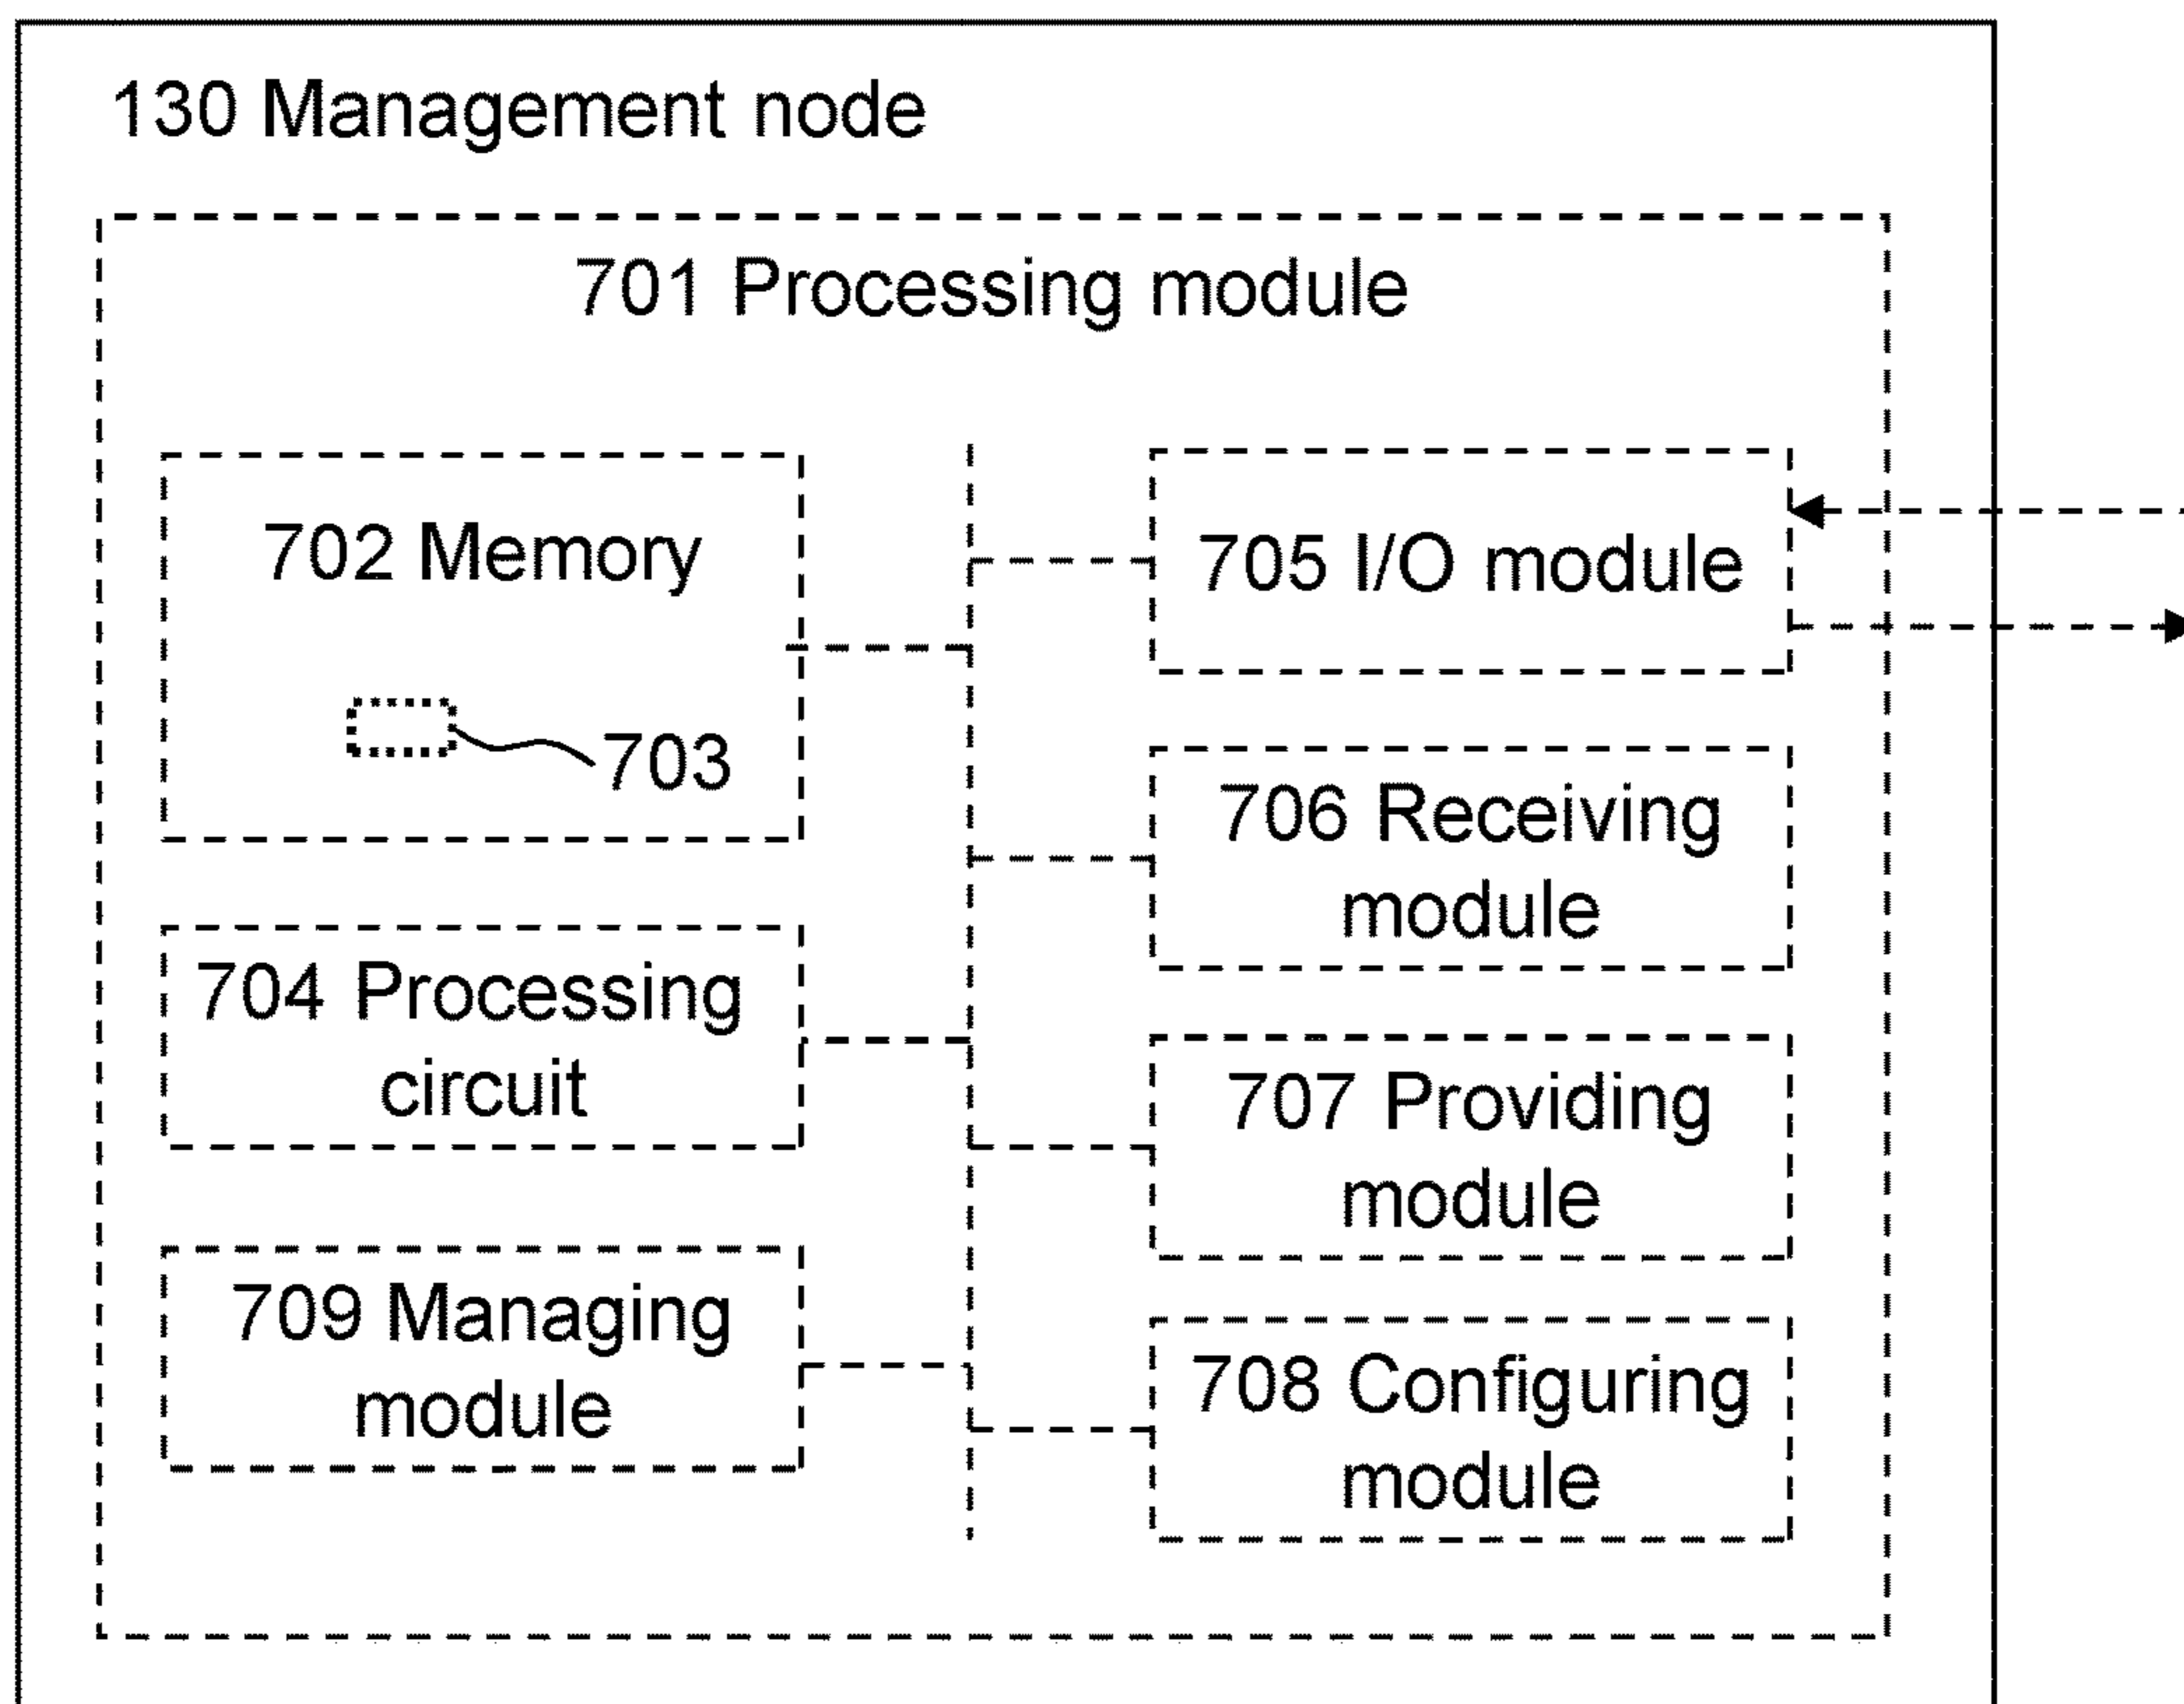 130 Management node
701 Processing module
702 Memory
703
704 Processing
circuit
709 Managing
module
705 I/O module
706 Receiving
module
707 Providing
module
708 Configuring
module